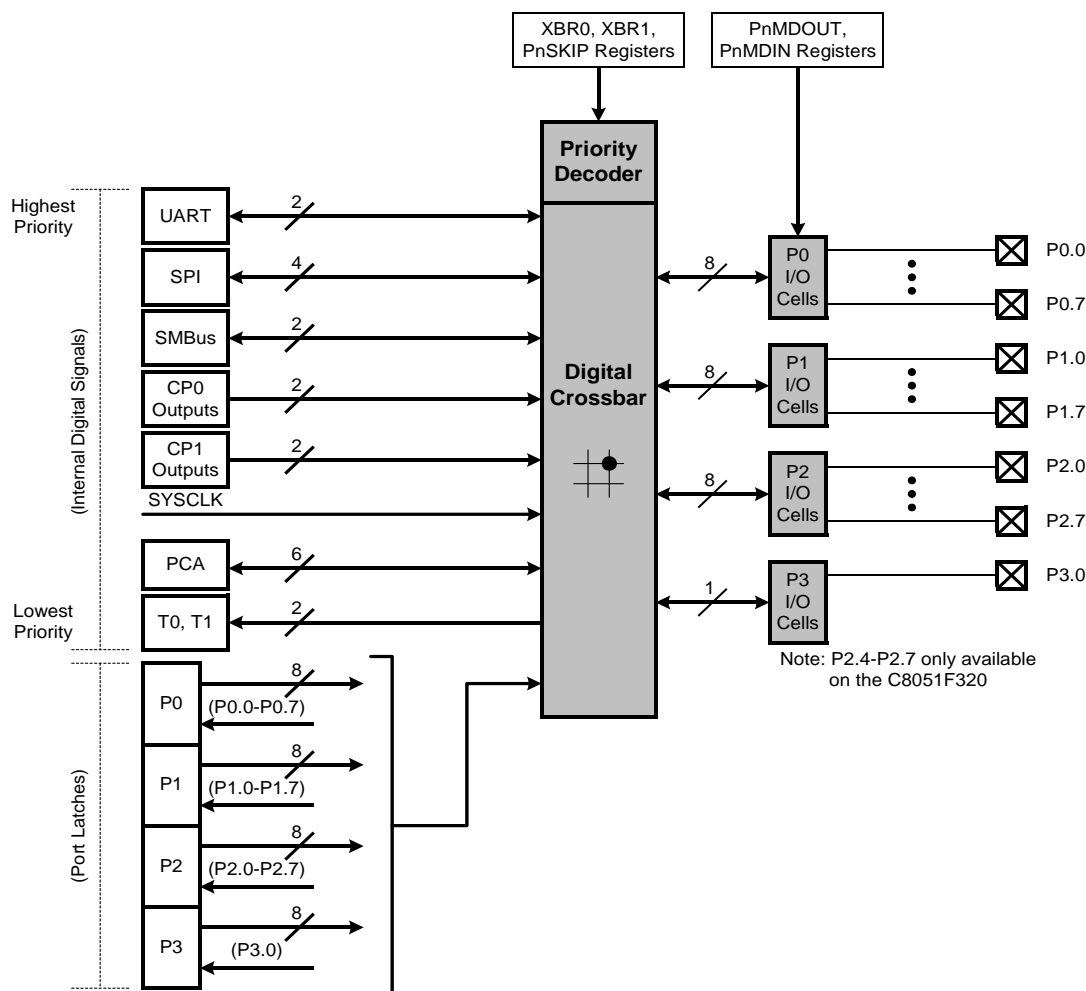 XBR0, XBR1,
PnSKIP Registers
PnMDOUT,
PnMDIN Registers
Priority
Decoder
Highest
Priority
(Internal Digital Signals)
Lowest
Priority
UART
2
SPI
4
SMBus
2
CP0
Outputs
2
CP1
Outputs
2
SYSCLK
PCA
6
T0, T1
2
Digital
Crossbar
8
P0
I/O
Cells
P0.0
P0.7
8
P1
I/O
Cells
P1.0
P1.7
8
P2
I/O
Cells
P2.0
P2.7
1
P3
I/O
Cells
P3.0
Note: P2.4-P2.7 only available
on the C8051F320
(Port Latches)
P0
8
(P0.0-P0.7)
P1
8
(P1.0-P1.7)
P2
8
(P2.0-P2.7)
P3
8
(P3.0)